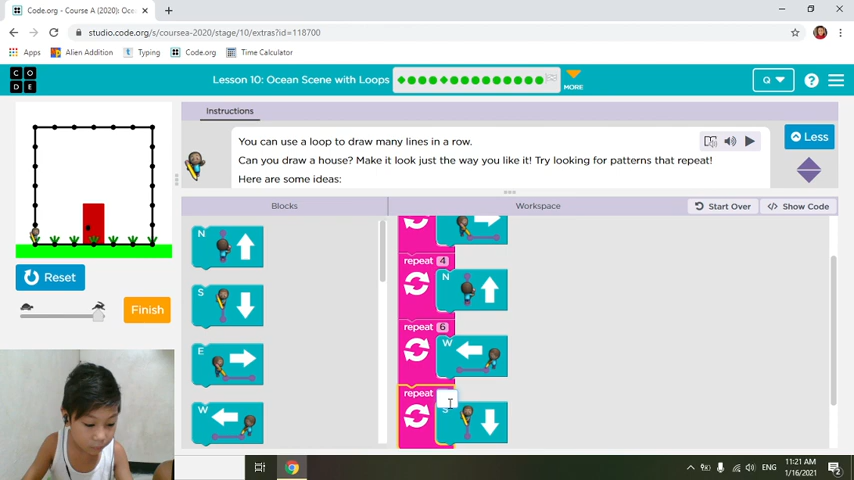 Code.org - Course A (2020): Oce
studio.code.org/s/coursea-2020/stage/10/extras?id=118700
Apps Alien Addition Typing Code.org Time Calculator
C O
D E
Lesson 10: Ocean Scene with Loops
MORE
Q
Instructions
You can use a loop to draw many lines in a row.
Can you draw a house? Make it look just the way you like it! Try looking for patterns that repeat!
Here are some ideas:
Less
Blocks
Workspace
Start Over
Show Code
N
S
E
W
repeat 4
N
repeat 6
W
repeat
S
Reset
Finish
ENG
11:21 AM
1/16/2021
2